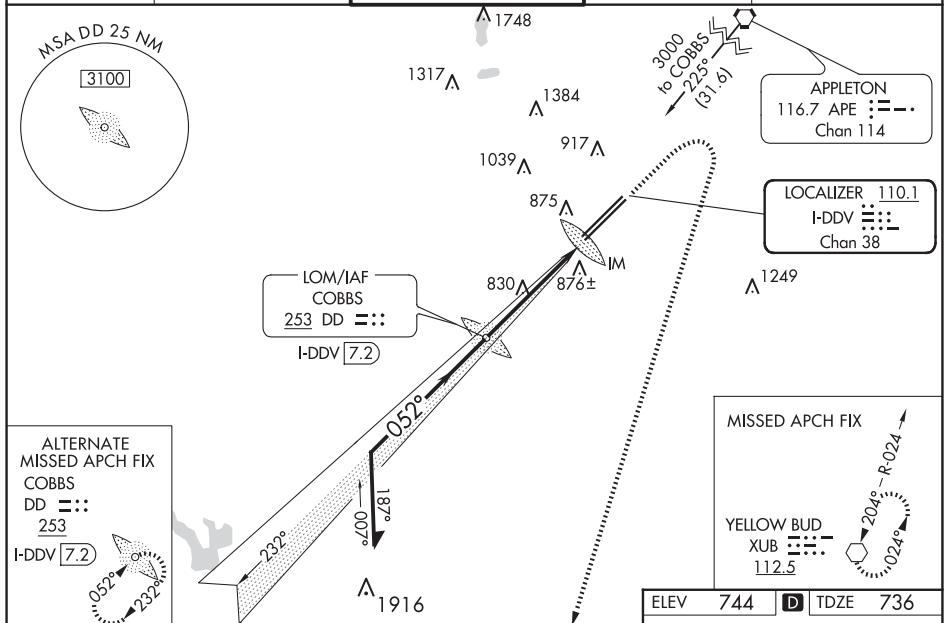 MSA DD 25 NM
3100
1748
1317
1384
1039
917
875
830
876±
IM
1249
1916
3000
to COBBS
225°
(31.6)
APPLETON
116.7 APE
Chan 114
LOCALIZER 110.1
I-DDV
Chan 38
LOM/IAF
COBBS
253 DD
I-DDV 7.2
052°
187°
007°
232°
ALTERNATE
MISSED APCH FIX
COBBS
DD
253
I-DDV 7.2
052°
232°
MISSED APCH FIX
204°
R-024
024°
YELLOW BUD
XUB
112.5
ELEV 744 D TDZE 736